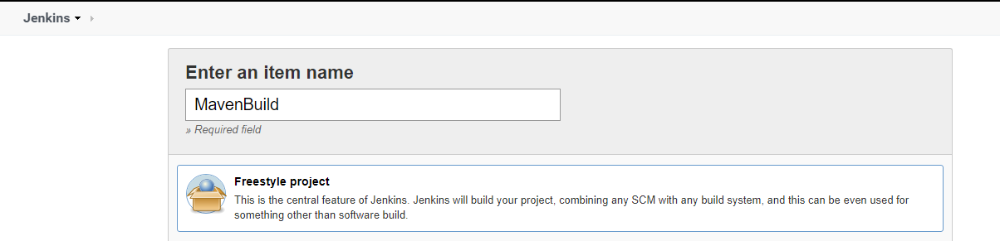 Jenkins
Enter an item name
MavenBuild
» Required field
Freestyle project
This is the central feature of Jenkins. Jenkins will build your project, combining any SCM with any build system, and this can be even used for
something other than software build.